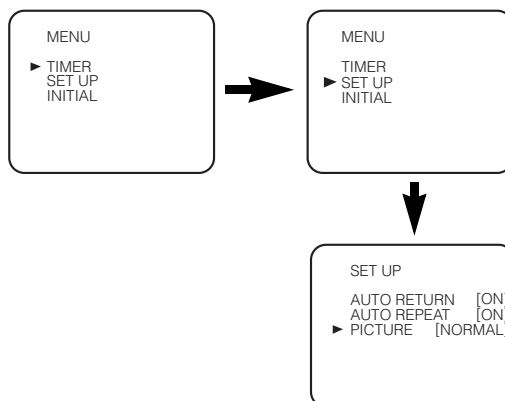 MENU
► TIMER
SET UP
INITIAL
MENU
TIMER
► SET UP
INITIAL
SET UP
AUTO RETURN [ON]
AUTO REPEAT [ON]
► PICTURE [NORMAL]